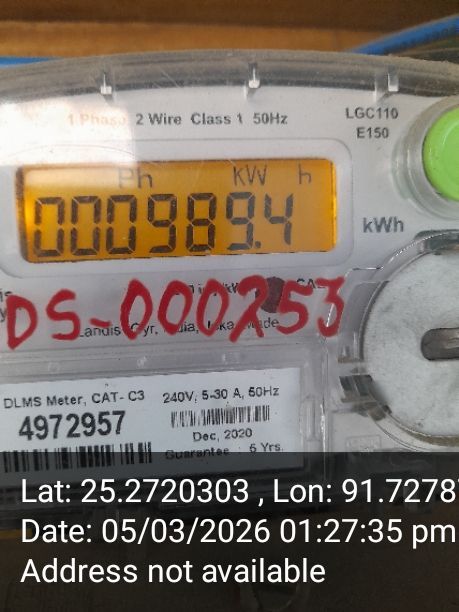 1 Phase 2 Wire Class 1 50Hz
LGC110
E150
Ph kW h
000989.4
kWh
DS-000253
Landis
DLMS Meter, CAT- C3
240V, 5-30 A, 50Hz
4972957
Dec, 2020
Guarantee : 5 Yrs.
Lat: 25.2720303 , Lon: 91.7278
Date: 05/03/2026 01:27:35 pm
Address not available